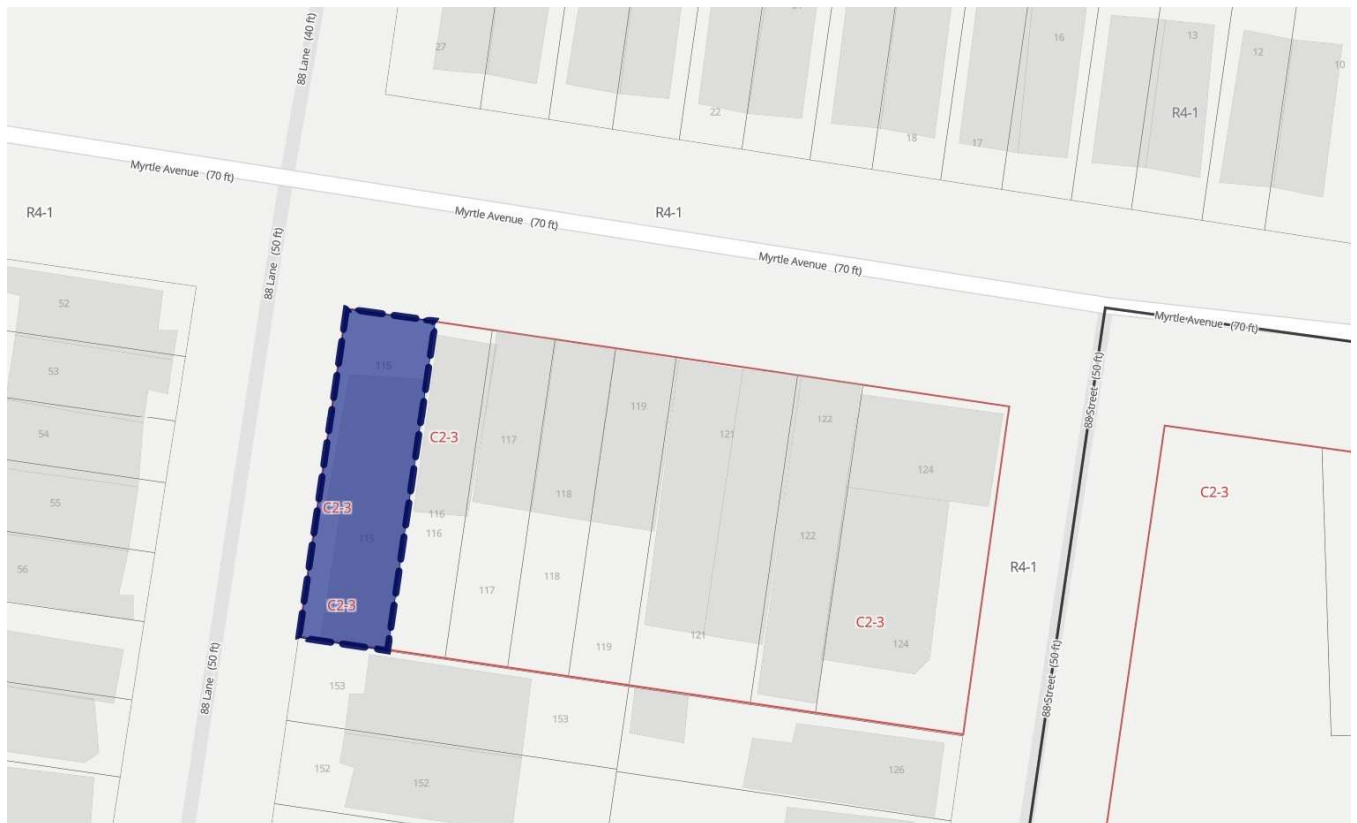 88 Lane (40 ft)
27
22
18
16
17
13
R4-1
12
10
Myrtle Avenue (70 ft)
R4-1
88 Lane (50 ft)
Myrtle Avenue (70 ft)
R4-1
Myrtle Avenue (70 ft)
Myrtle Avenue (70 ft)
52
53
54
55
56
115
C2-3
115
C2-3
C2-3
116
116
117
117
118
118
119
119
121
121
122
122
124
C2-3
124
88 Street (50 ft)
R4-1
C2-3
88 Street (50 ft)
88 Lane (50 ft)
153
153
152
152
126